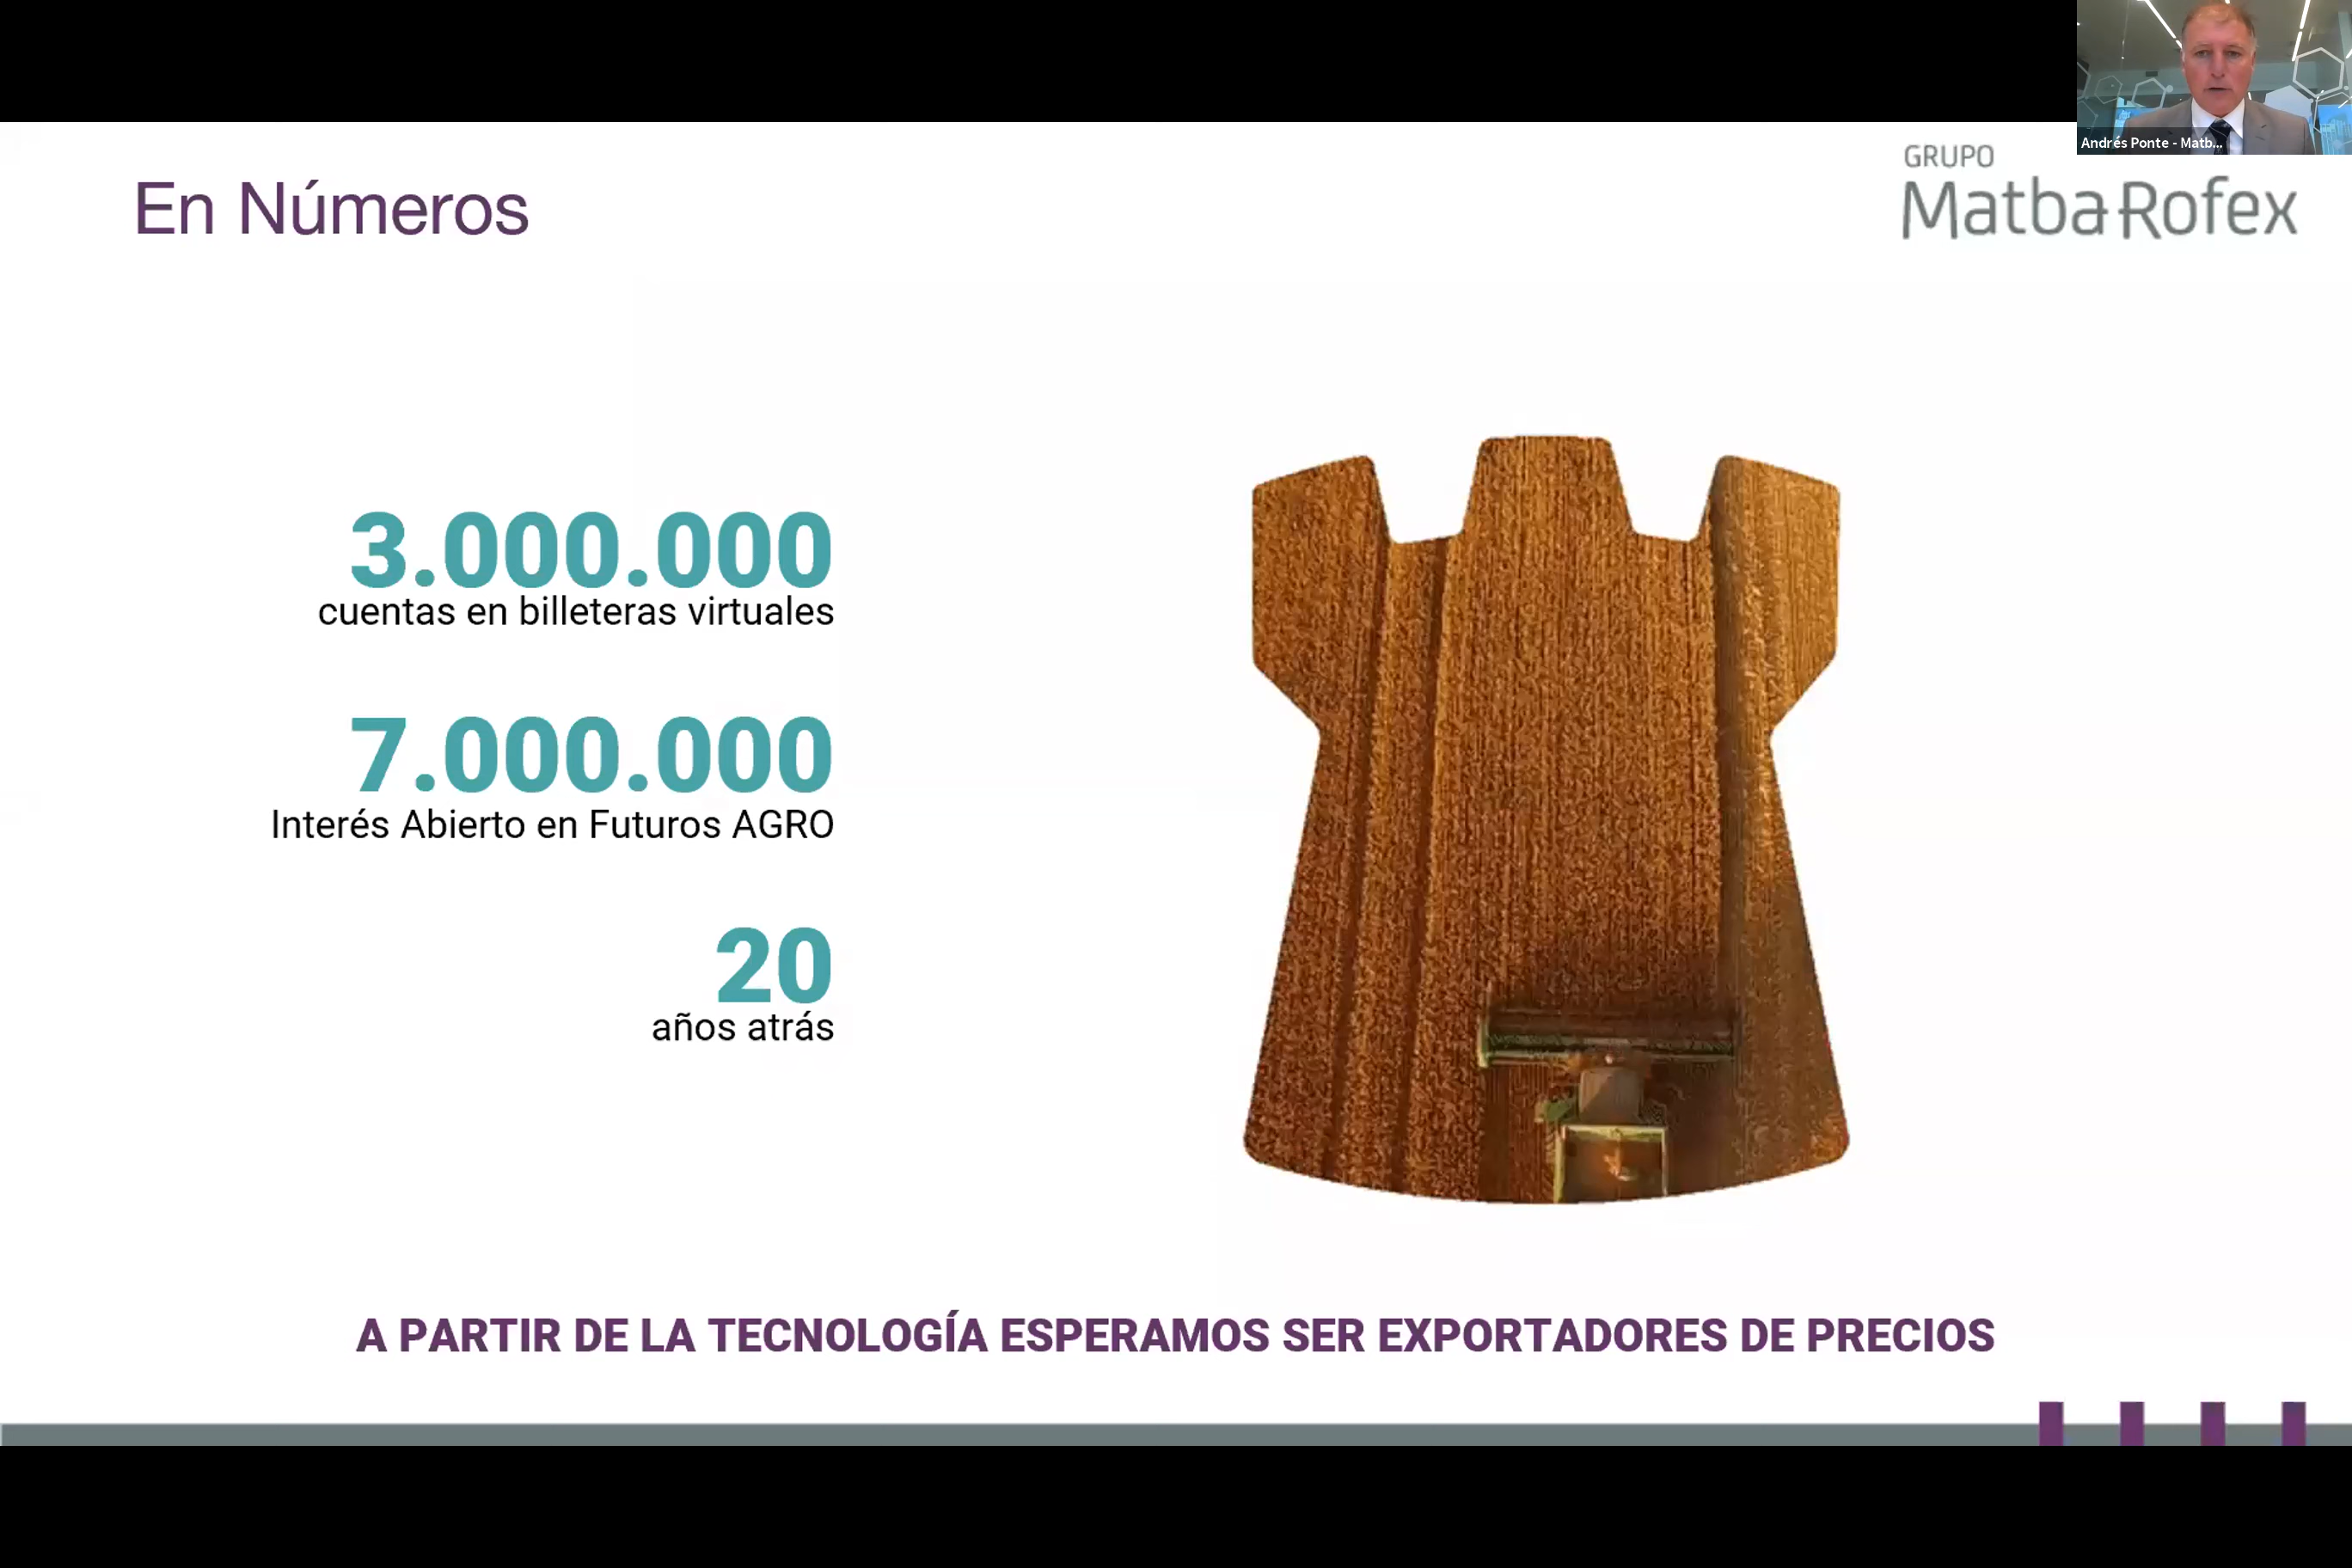 Andrés Ponte - Matb...
GRUPO
MatbaRofex
En Números
3.000.000
cuentas en billeteras virtuales
7.000.000
Interés Abierto en Futuros AGRO
20
años atrás
A PARTIR DE LA TECNOLOGÍA ESPERAMOS SER EXPORTADORES DE PRECIOS